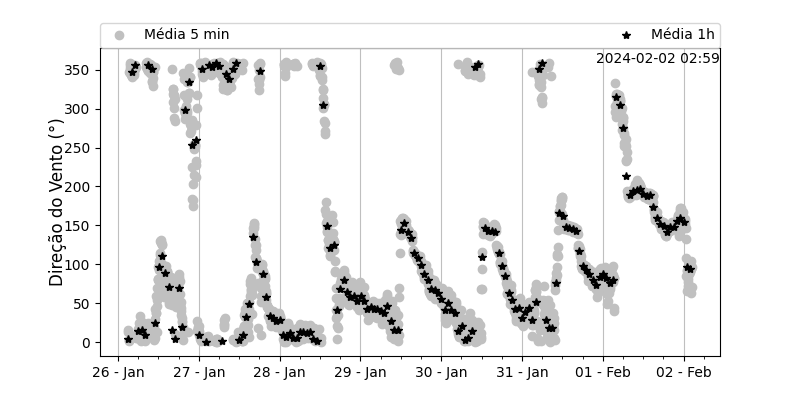 Média 5 min
Média 1h
2024-02-02 02:59
Direção do Vento (°)
350
300
250
200
150
100
50
0
26 - Jan
27 - Jan
28 - Jan
29 - Jan
30 - Jan
31 - Jan
01 - Feb
02 - Feb